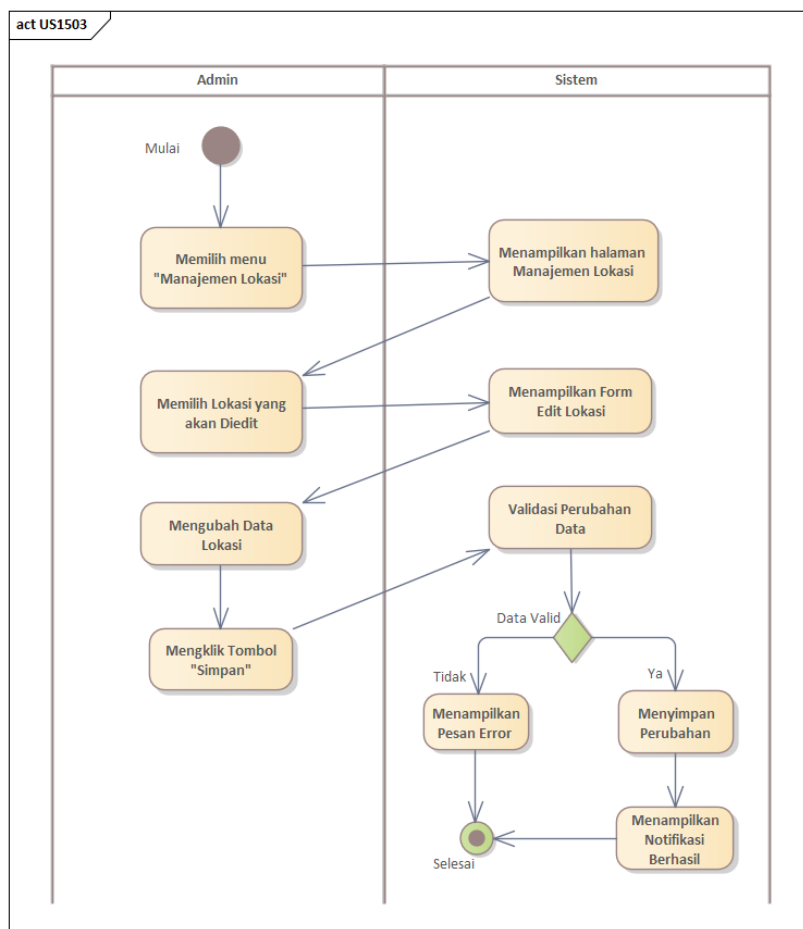 act US1503
Admin
Sistem
Mulai
Memilih menu
"Manajemen Lokasi"
Menampilkan halaman
Manajemen Lokasi
Memilih Lokasi yang
akan Diedit
Menampilkan Form
Edit Lokasi
Mengubah Data
Lokasi
Validasi Perubahan
Data
Mengklik Tombol
"Simpan"
Data Valid
Tidak
Ya
Menampilkan
Pesan Error
Menyimpan
Perubahan
Menampilkan
Notifikasi
Berhasil
Selesai